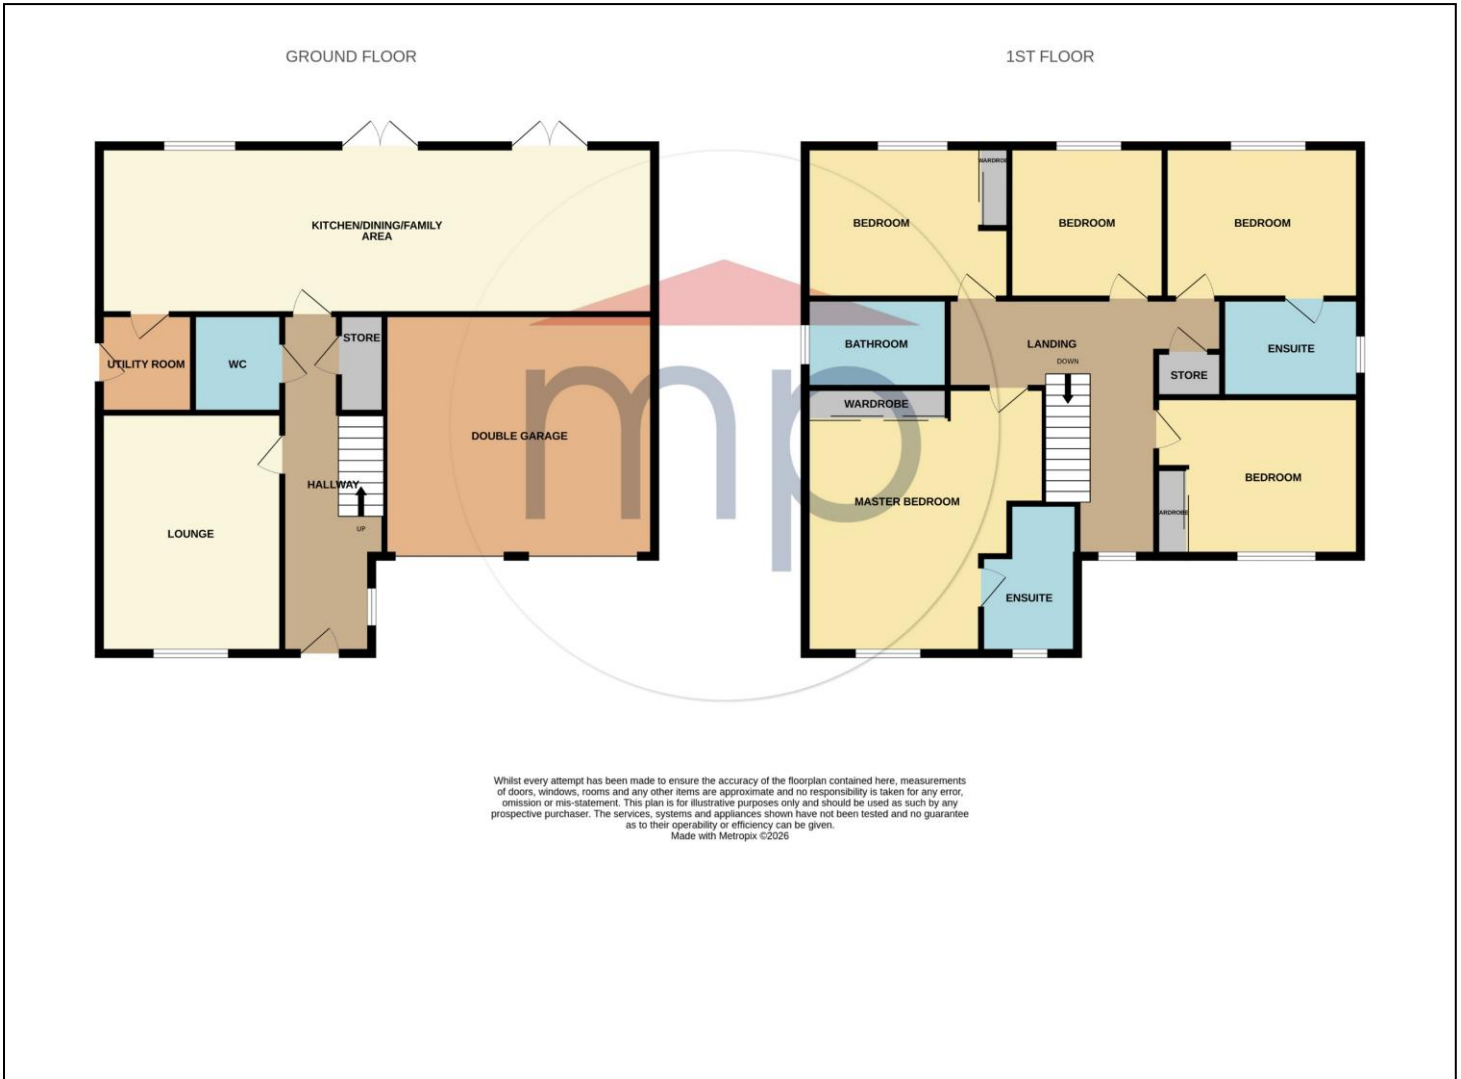 GROUND FLOOR
1ST FLOOR
KITCHEN/DINING/FAMILY
AREA
UTILITY ROOM
WC
STORE
DOUBLE GARAGE
HALLWAY
UP
LOUNGE
BEDROOM
WARDROBE
BEDROOM
BEDROOM
BATHROOM
LANDING
DOWN
STORE
ENSUITE
WARDROBE
MASTER BEDROOM
BEDROOM
ARDROBE
ENSUITE
mp
Whilst every attempt has been made to ensure the accuracy of the floorplan contained here, measurements
of doors, windows, rooms and any other items are approximate and no responsibility is taken for any error,
omission or mis-statement. This plan is for illustrative purposes only and should be used as such by any
prospective purchaser. The services, systems and appliances shown have not been tested and no guarantee
as to their operability or efficiency can be given.
Made with Metropix ©2026